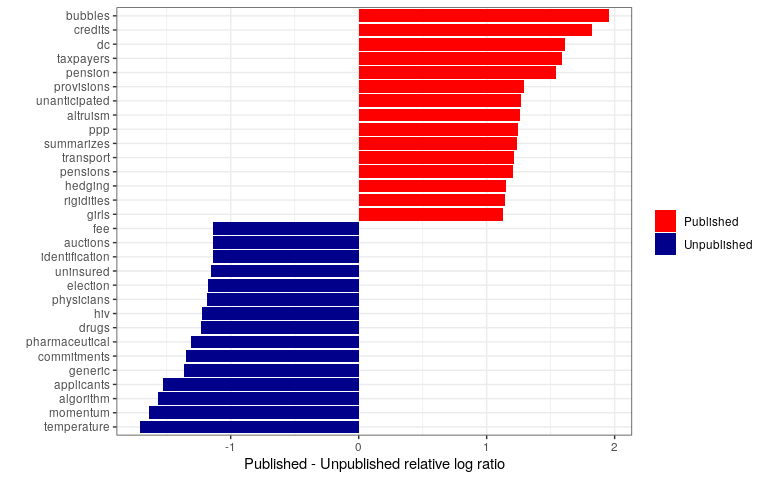 bubbles
credits
dc
taxpayers
pension
provisions
unanticipated
altruism
ppp
summarizes
transport
pensions
hedging
rigidities
girls
fee
auctions
identification
uninsured
election
physicians
hiv
drugs
pharmaceutical
commitments
generic
applicants
algorithm
momentum
temperature
-1 0 1 2
Published - Unpublished relative log ratio
Published
Unpublished